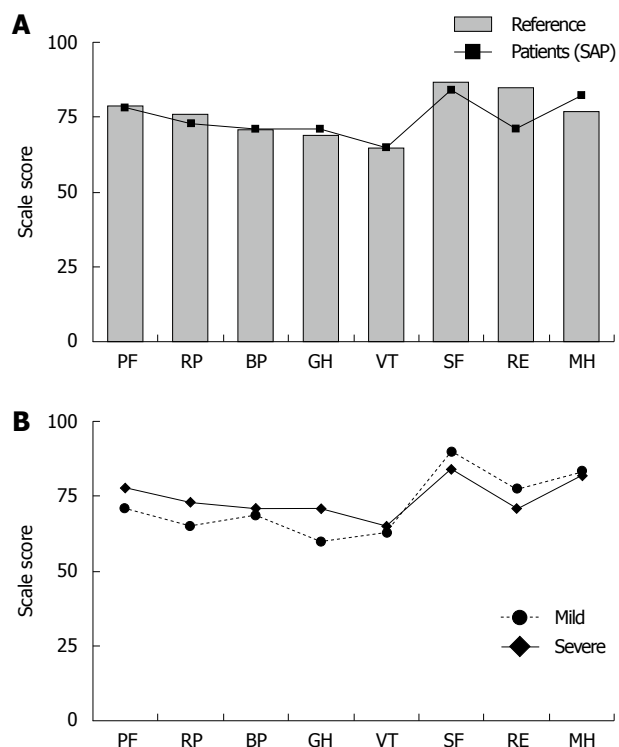 A
Reference
Patients (SAP)
100
75
50
25
0
Scale score
PF RP BP GH VT SF RE MH
B
100
75
50
25
0
Scale score
Mild
Severe
PF RP BP GH VT SF RE MH